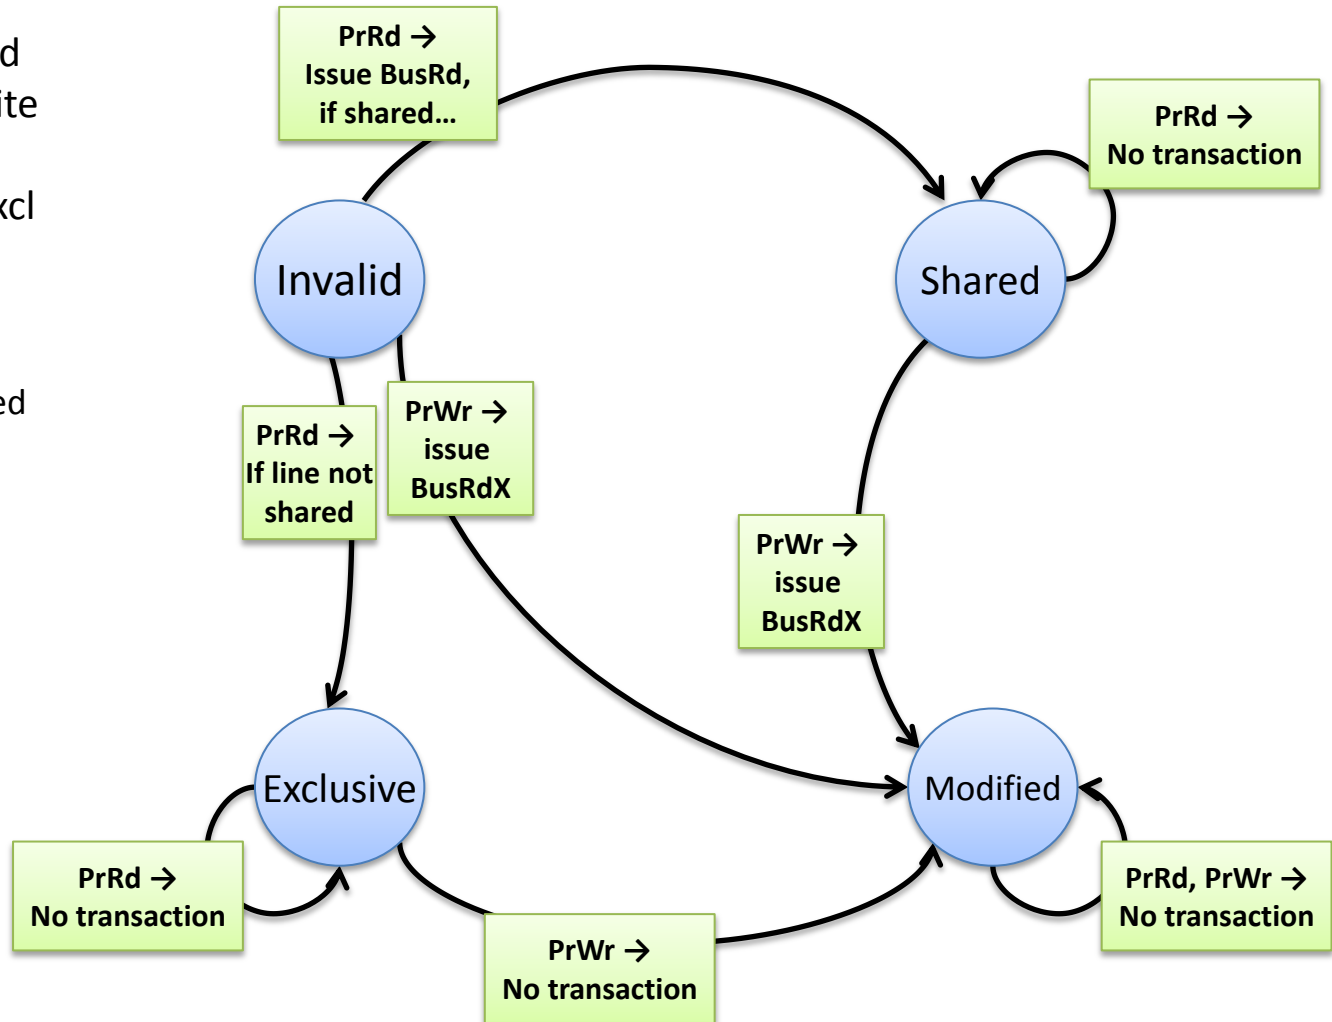 PrRd →
Issue BusRd,
if shared...
PrRd →
No transaction
Invalid
Shared
PrRd →
If line not
shared
PrWr →
issue
BusRdX
PrWr →
issue
BusRdX
Exclusive
Modified
PrRd →
No transaction
PrWr →
No transaction
PrRd, PrWr →
No transaction